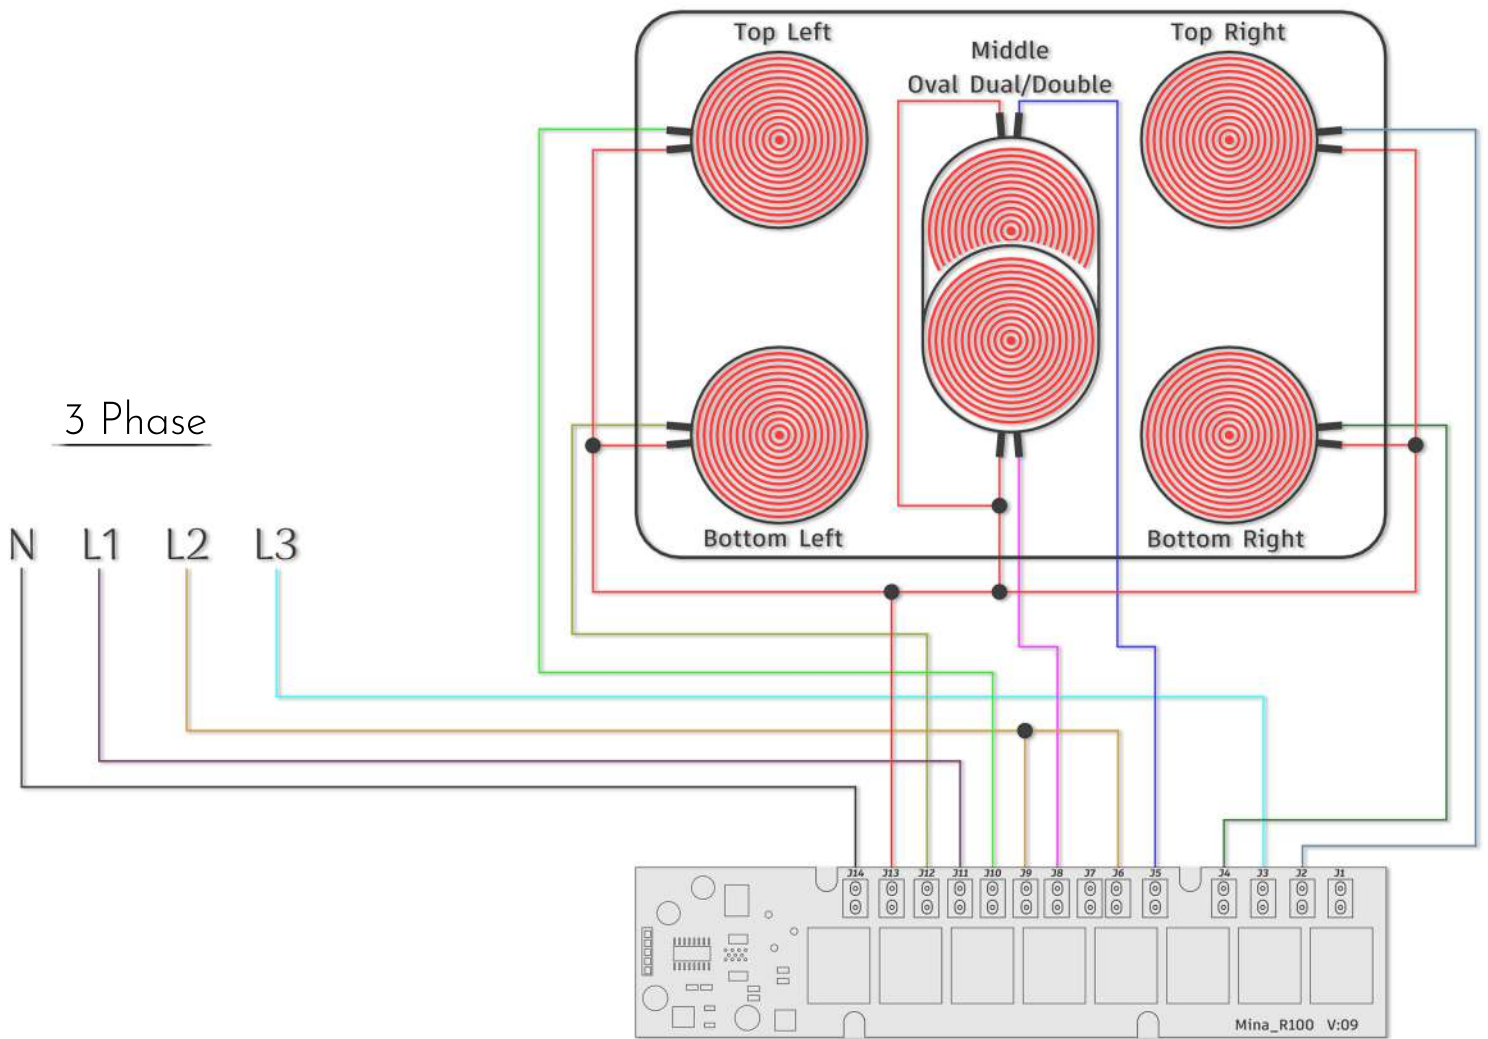 Top Left
Middle
Oval Dual/Double
Top Right
Bottom Left
Bottom Right
3 Phase
N L1 L2 L3
J14 J13 J12 J11 J10 J9 J8 J7 J6 J5 J4 J3 J2 J1
Mina_R100 V:09